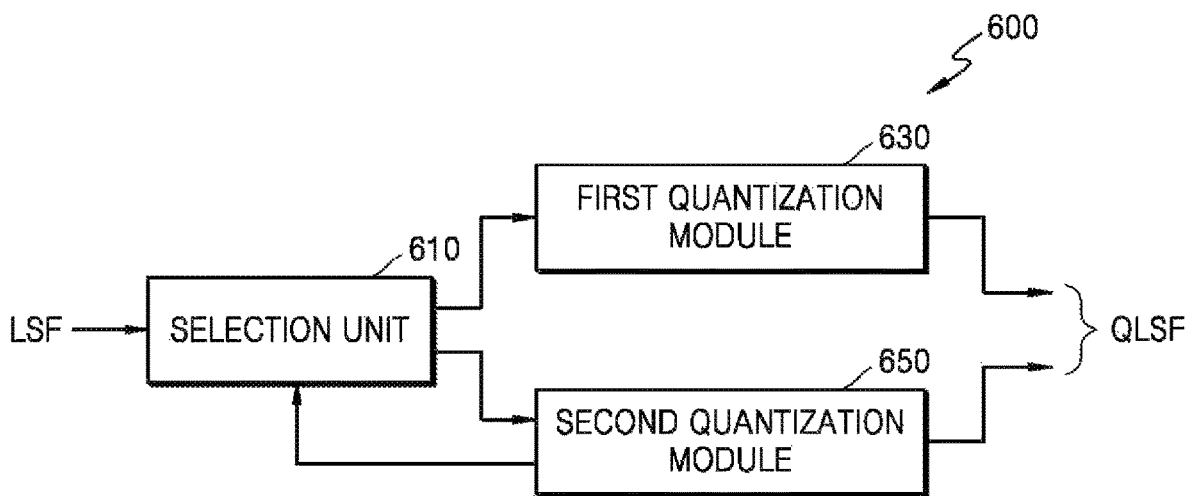 600
630
FIRST QUANTIZATION
MODULE
610
LSF
SELECTION UNIT
QLSF
650
SECOND QUANTIZATION
MODULE